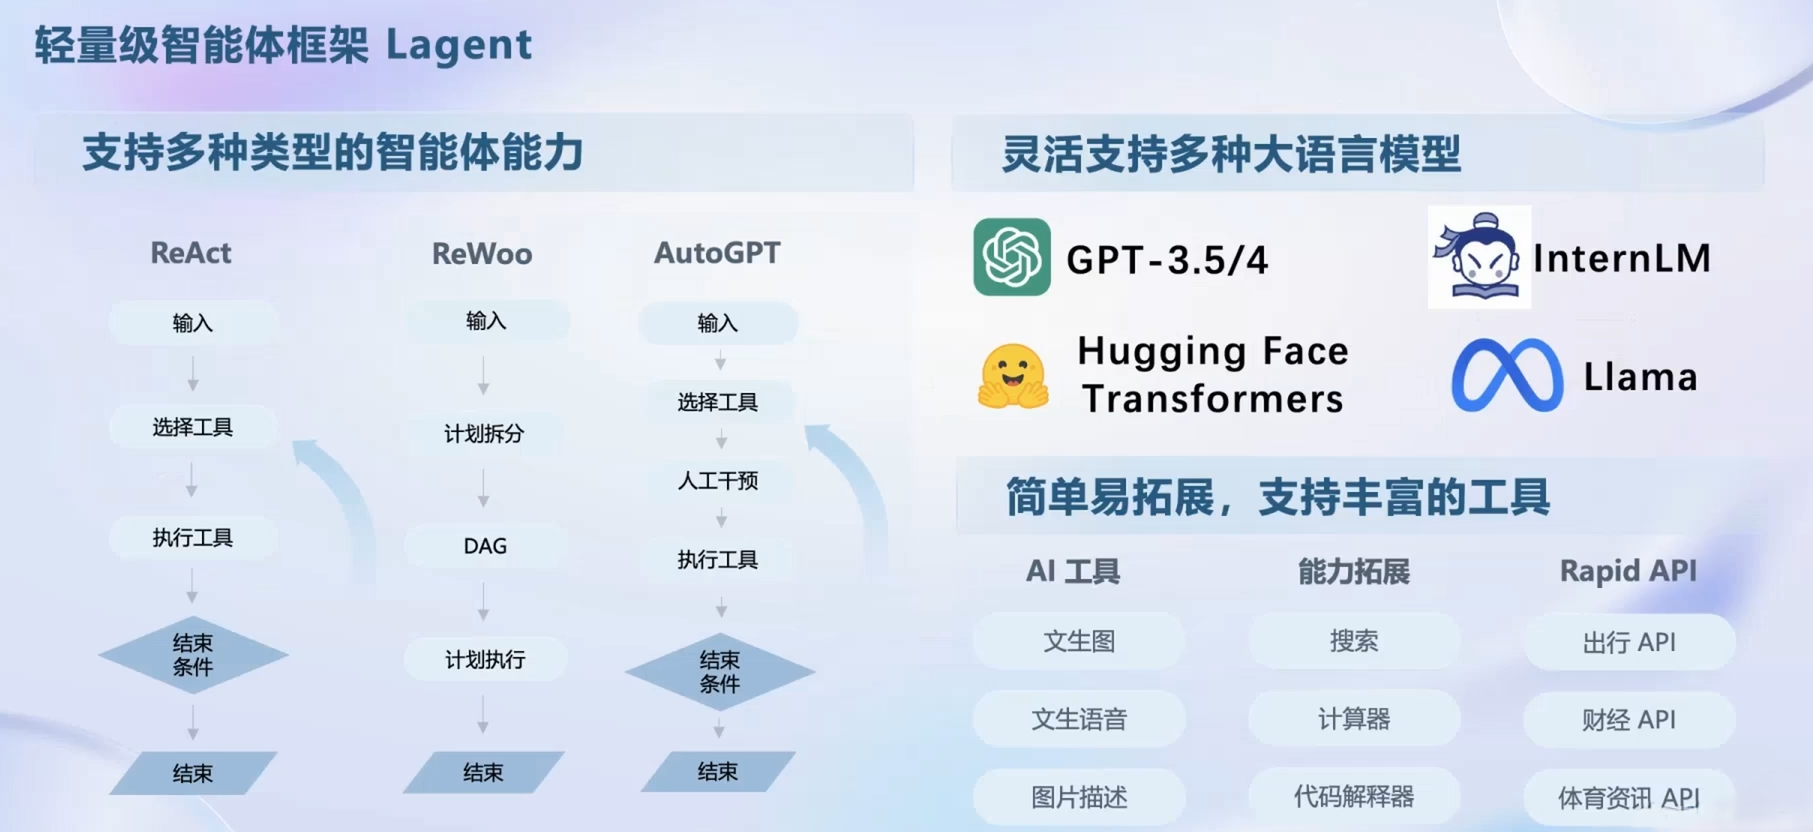 轻量级智能体框架 Lagent
支持多种类型的智能体能力
ReAct
输入
选择工具
执行工具
结束
条件
结束
ReWoo
输入
计划拆分
DAG
计划执行
结束
AutoGPT
输入
选择工具
人工干预
执行工具
结束
条件
结束
灵活支持多种大语言模型
GPT-3.5/4
InternLM
Hugging Face
Transformers
Llama
简单易拓展，支持丰富的工具
AI 工具
文生图
文生语音
图片描述
能力拓展
搜索
计算器
代码解释器
Rapid API
出行 API
财经 API
体育资讯 API